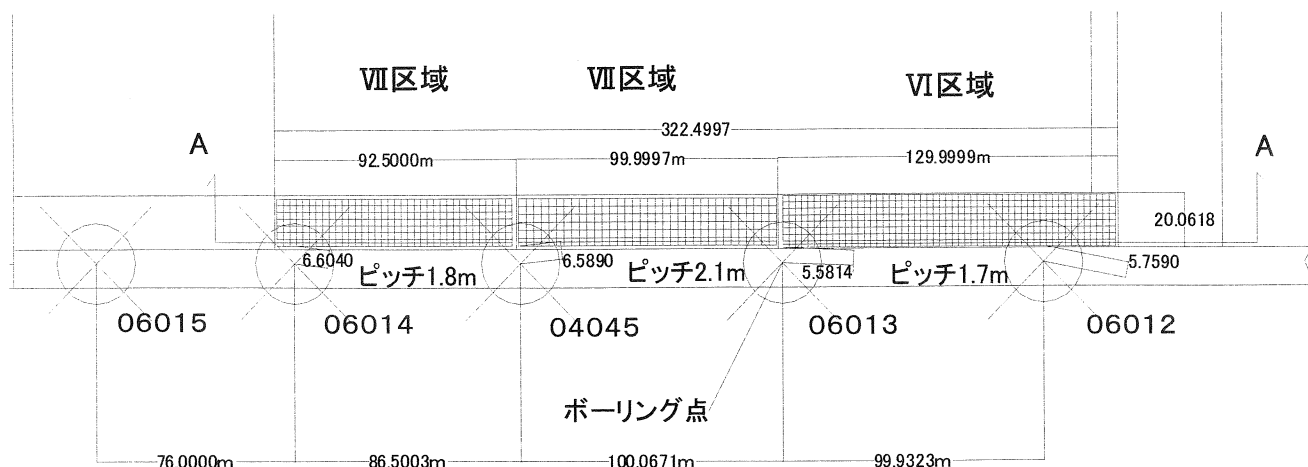 Ⅶ区域 Ⅶ区域 Ⅵ区域
322.4997
A A
92.5000m 99.9997m 129.9999m
20.0618
6.6040 6.5890 5.5814 5.7590
ピッチ1.8m ピッチ2.1m ピッチ1.7m
06015 06014 04045 06013 06012
ボーリング点
76.0000m 86.5003m 100.0671m 99.9323m